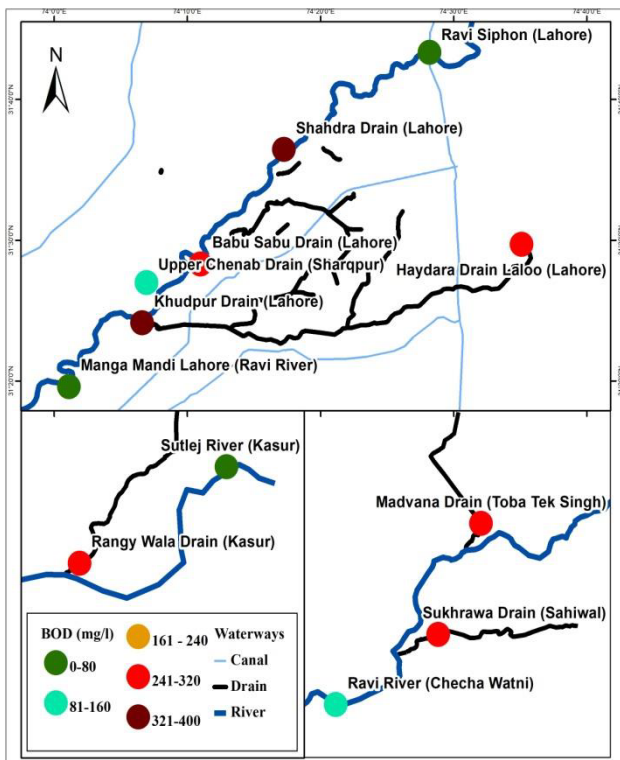 74°0'0"E 74°10'0"E 74°20'0"E 74°30'0"E 74°40'0"E
N
Ravi Siphon (Lahore)
31°40'0"N
Shahdra Drain (Lahore)
31°30'0"N
Babu Sabu Drain (Lahore)
Upper Chenab Drain (Sharqpur)
Haydara Drain Laloo (Lahore)
Khudpur Drain(Lahore)
Manga Mandi Lahore (Ravi River)
31°20'0"N
Sutlej River (Kasur)
Rangy Wala Drain (Kasur)
Madvana Drain (Toba Tek Singh)
Sukhrawa Drain (Sahiwal)
Ravi River (Checha Watni)
BOD (mg/l)
0-80
81-160
161 - 240
241-320
321-400
Waterways
Canal
Drain
River